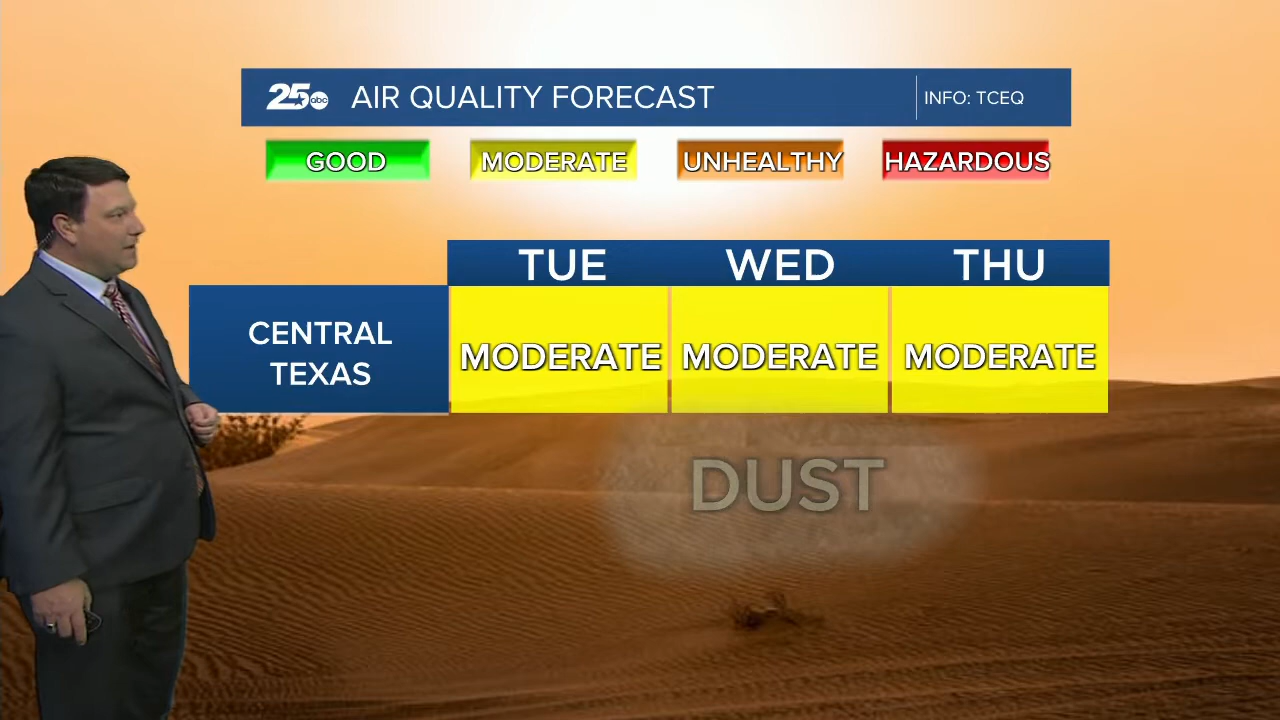 25 abc AIR QUALITY FORECAST INFO: TCEQ
GOOD MODERATE UNHEALTHY HAZARDOUS
TUE WED THU
CENTRAL
TEXAS
MODERATE MODERATE MODERATE
DUST